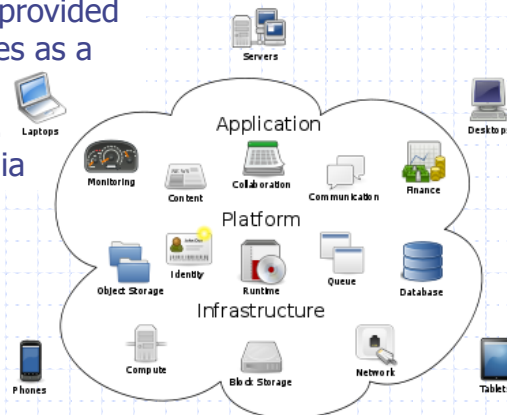 provided
es as a
ia
Servers
Laptops
Desktops
Application
Monitoring
Content
Collaboration
Communication
Finance
Platform
Object Storage
Identity
Runtime
Queue
Database
Infrastructure
Compute
Block Storage
Network
Phones
Tablets